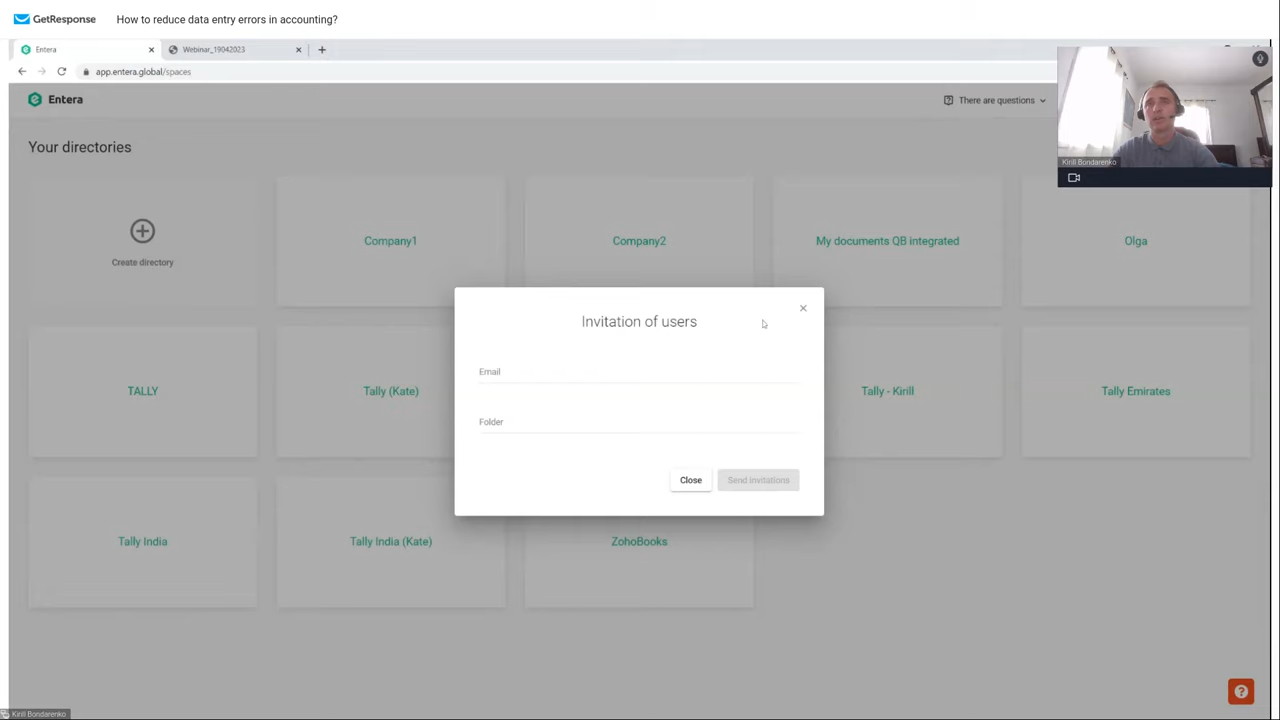 GetResponse
How to reduce data entry errors in accounting?
Entera
Webinar_19042023
app.entera.global/spaces
Entera
There are questions
Kirill Bondarenko
Your directories
Create directory
Company1
Company2
My documents QB integrated
Olga
Invitation of users
Email
Folder
Close
Send invitations
TALLY
Tally (Kate)
Tally - Kirill
Tally Emirates
Tally India
Tally India (Kate)
ZohoBooks
Kirill Bondarenko